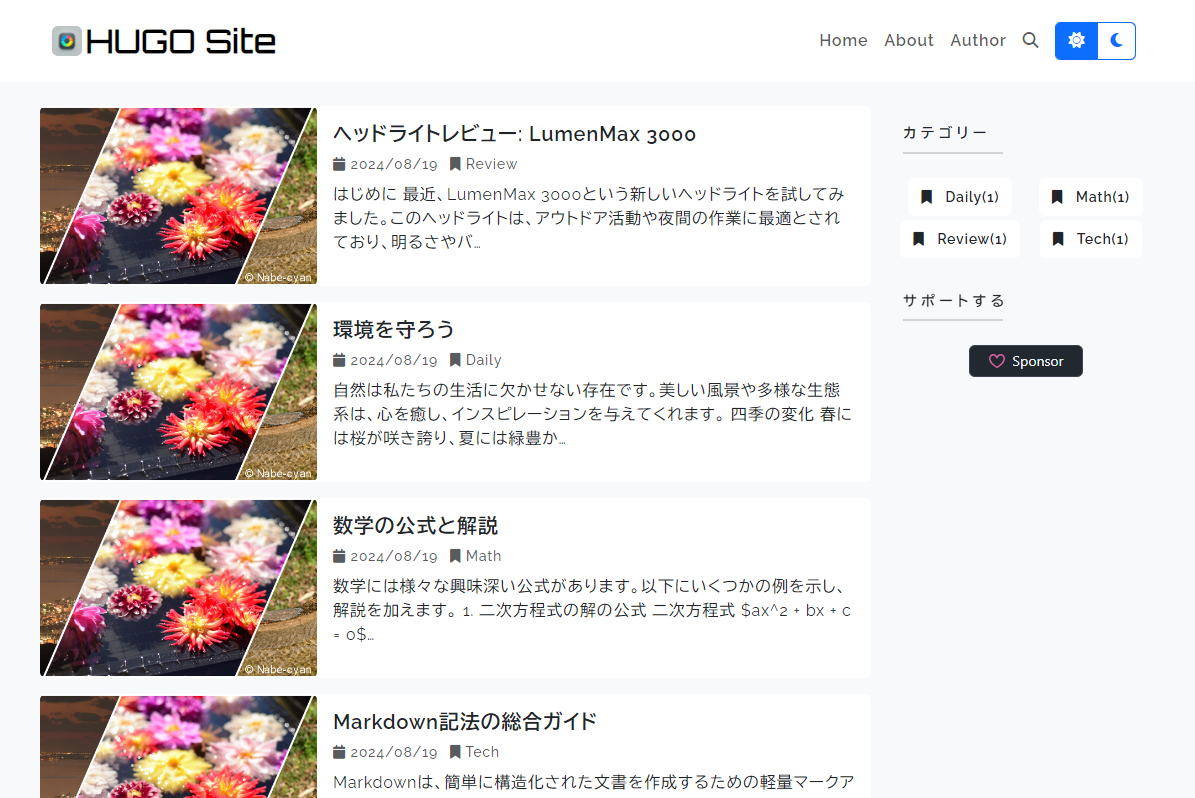 HUGO Site
Home About Author
ヘッドライトレビュー: LumenMax 3000
2024/08/19 Review
はじめに 最近、LumenMax 3000という新しいヘッドライトを試してみ
ました。このヘッドライトは、アウトドア活動や夜間の作業に最適とされ
ており、明るさやバ…
© Nabe-cyan
環境を守ろう
2024/08/19 Daily
自然は私たちの生活に欠かせない存在です。美しい風景や多様な生態
系は、心を癒し、インスピレーションを与えてくれます。 四季の変化 春に
は桜が咲き誇り、夏には緑豊か…
© Nabe-cyan
数学の公式と解説
2024/08/19 Math
数学には様々な興味深い公式があります。以下にいくつかの例を示し、
解説を加えます。 1. 二次方程式の解の公式 二次方程式 $ax^2 + bx + c
= 0$…
© Nabe-cyan
Markdown記法の総合ガイド
2024/08/19 Tech
Markdownは、簡単に構造化された文書を作成するための軽量マークア
カテゴリー
Daily(1) Math(1)
Review(1) Tech(1)
サポートする
Sponsor